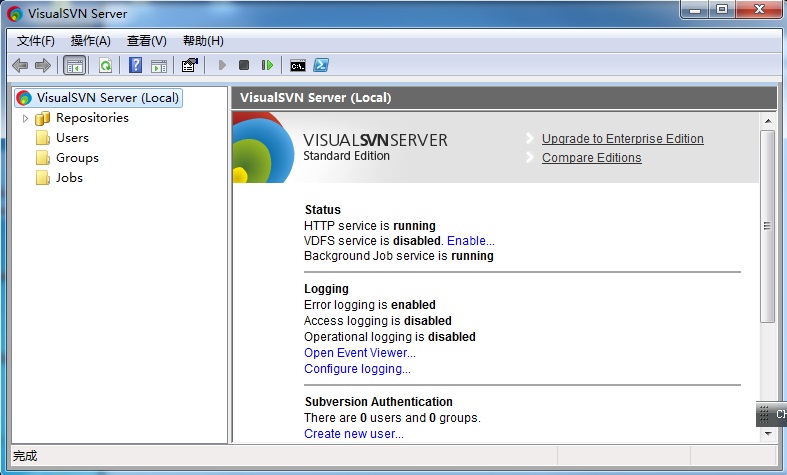 VisualSVN Server
文件(F) 操作(A) 查看(V) 帮助(H)
C:\.
VisualSVN Server (Local)
Repositories
Users
Groups
Jobs
VisualSVN Server (Local)
VISUALSVNSERVER
Standard Edition
Upgrade to Enterprise Edition
Compare Editions
Status
HTTP service is running
VDFS service is disabled. Enable...
Background Job service is running
Logging
Error logging is enabled
Access logging is disabled
Operational logging is disabled
Open Event Viewer...
Configure logging...
Subversion Authentication
There are 0 users and 0 groups.
Create new user...
CH
完成